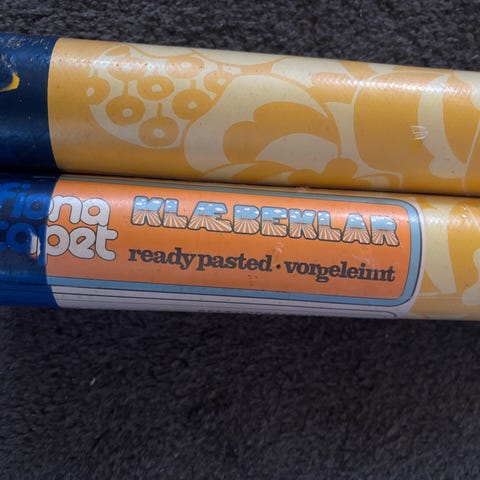 fiona
tapet
KLÆBEKLAR
ready pasted · vorgeleimt